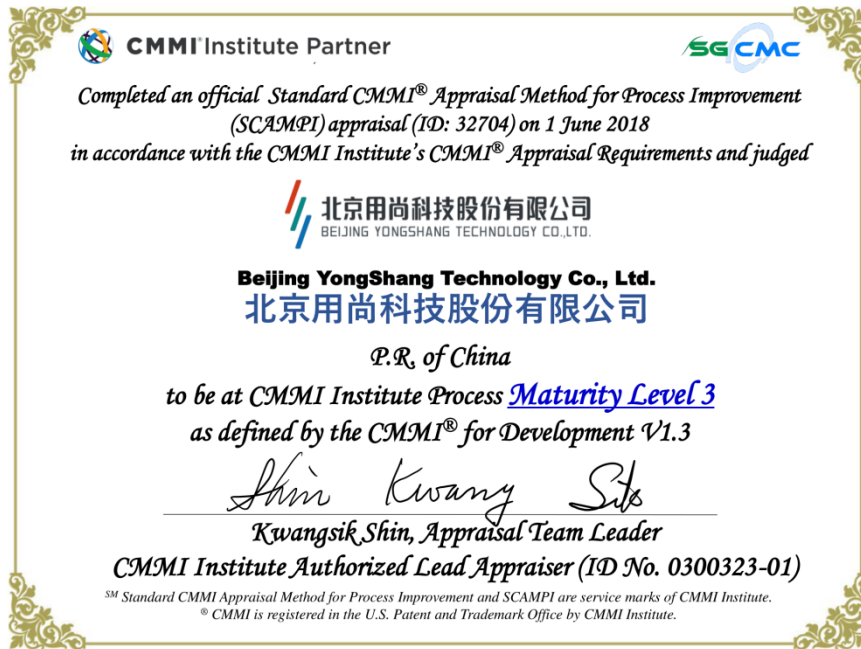 CMMI® Institute Partner
SGCMC
Completed an official Standard CMMI® Appraisal Method for Process Improvement
(SCAMPI) appraisal (ID: 32704) on 1 June 2018
in accordance with the CMMI Institute's CMMI® Appraisal Requirements and judged
北京用尚科技股份有限公司
BEIJING YONGSHANG TECHNOLOGY CO.,LTD.
Beijing YongShang Technology Co., Ltd.
北京用尚科技股份有限公司
P.R. of China
to be at CMMI Institute Process Maturity Level 3
as defined by the CMMI® for Development V1.3
Shin Kwang Sik
Kwangsik Shin, Appraisal Team Leader
CMMI Institute Authorized Lead Appraiser (ID No. 0300323-01)
SM Standard CMMI Appraisal Method for Process Improvement and SCAMPI are service marks of CMMI Institute.
® CMMI is registered in the U.S. Patent and Trademark Office by CMMI Institute.